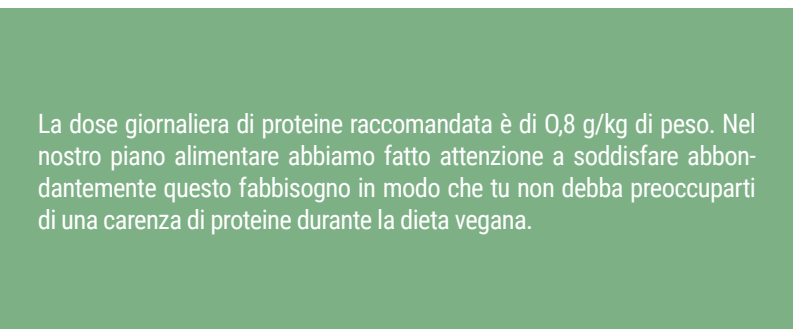 La dose giornaliera di proteine raccomandata è di 0,8 g/kg di peso. Nel
nostro piano alimentare abbiamo fatto attenzione a soddisfare abbon-
dantemente questo fabbisogno in modo che tu non debba preoccuparti
di una carenza di proteine durante la dieta vegana.